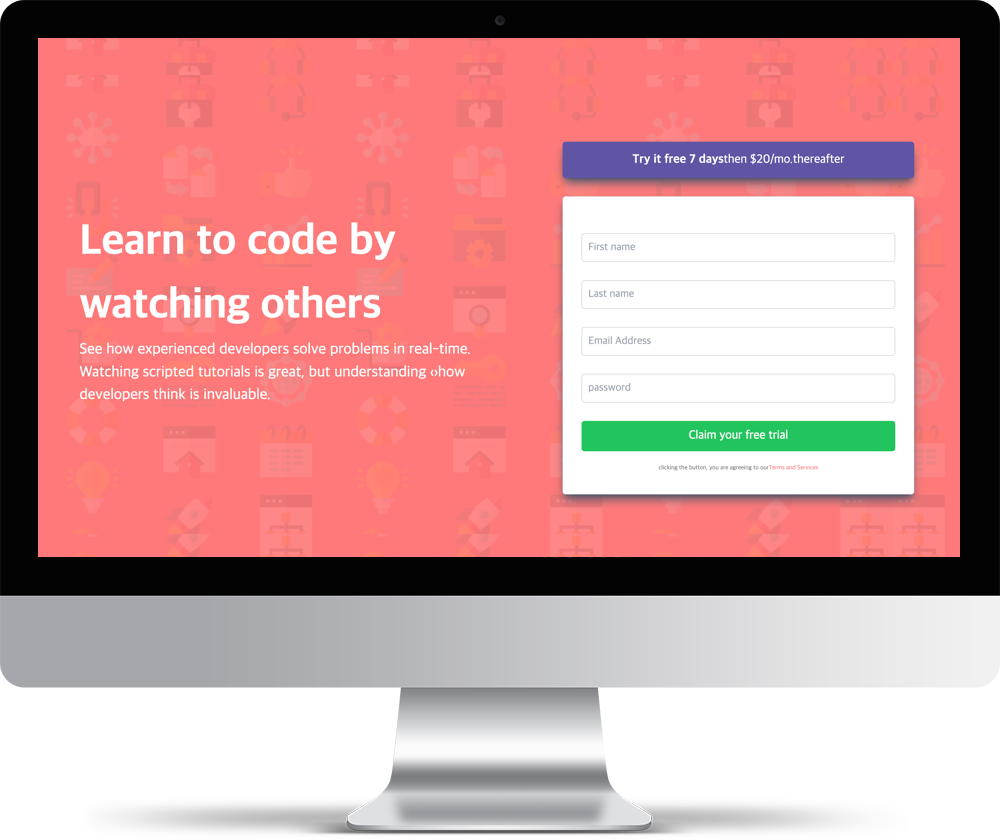 Try it free 7 daysthen $20/mo.thereafter
Learn to code by
watching others
See how experienced developers solve problems in real-time.
Watching scripted tutorials is great, but understanding ‹›how
developers think is invaluable.
First name
Last name
Email Address
password
Claim your free trial
clicking the button, you are agreeing to ourTerms and Services